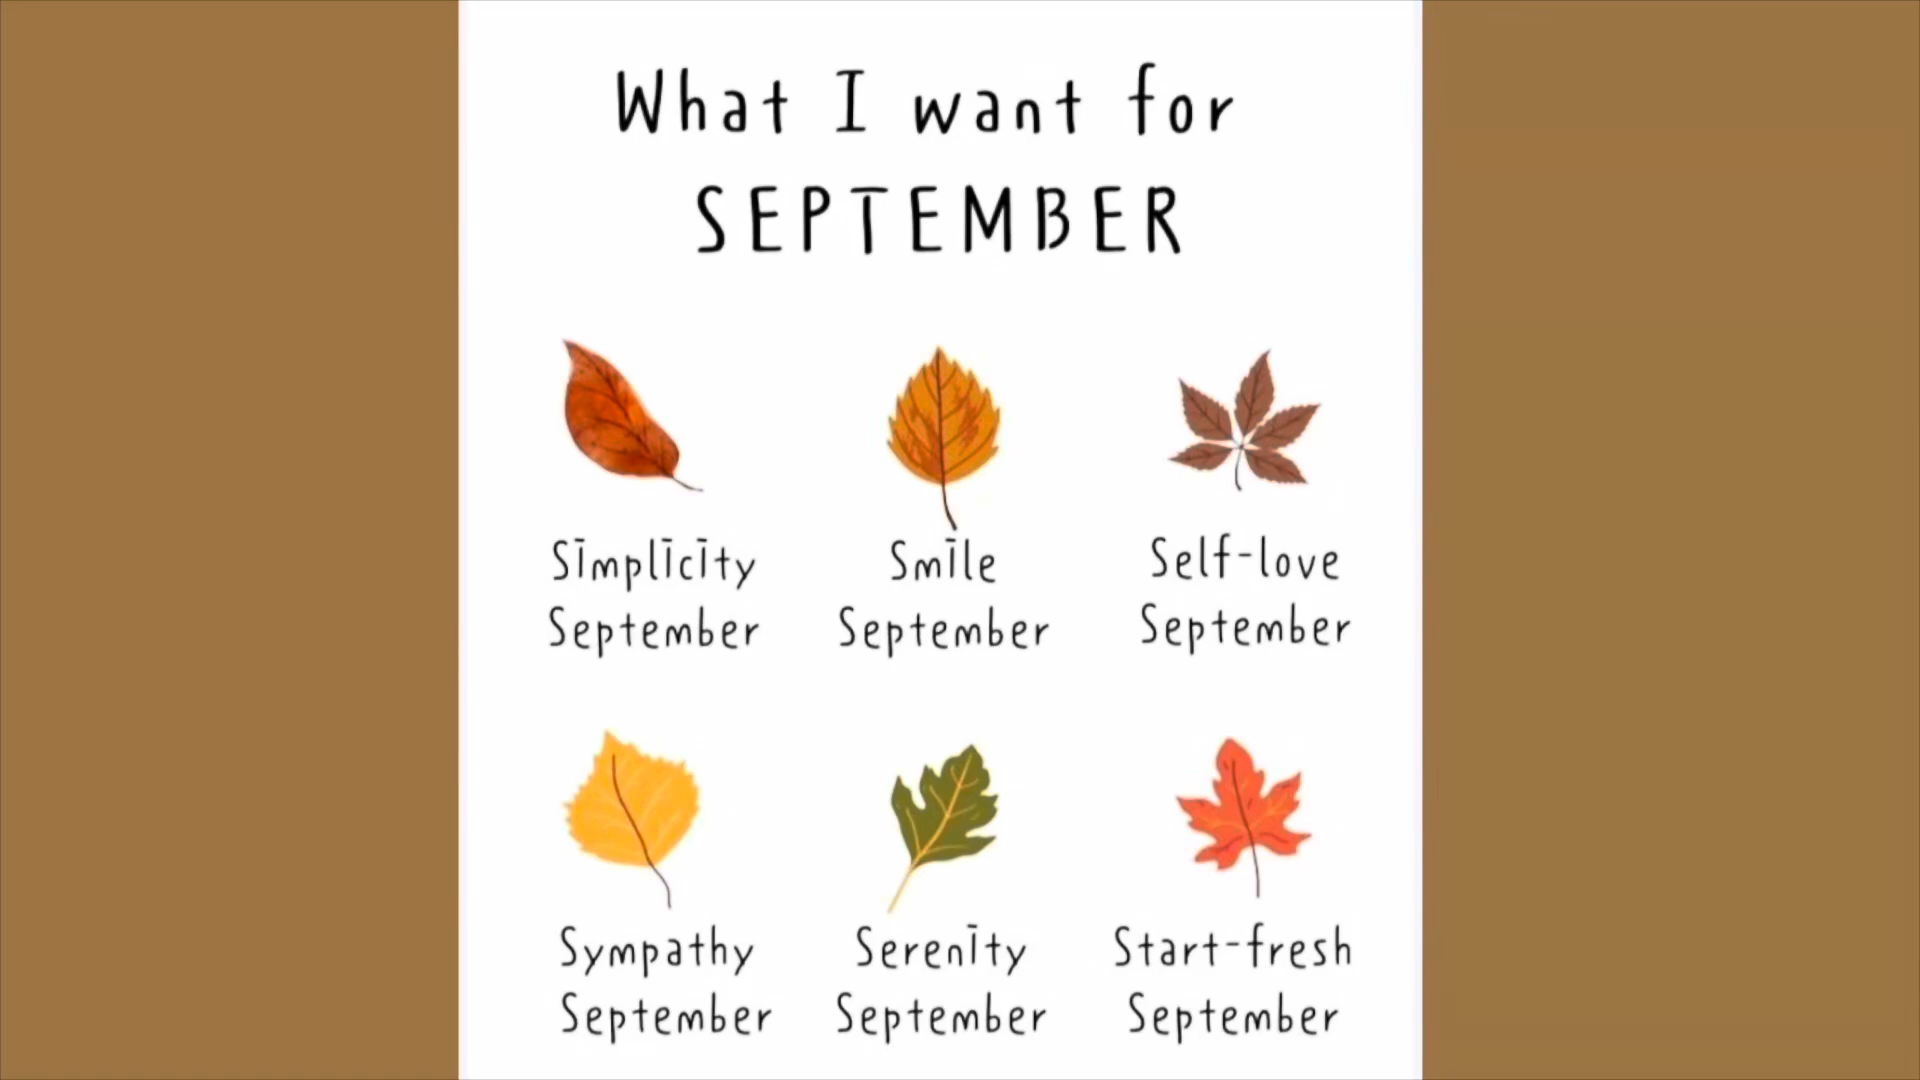 What I want for
SEPTEMBER
Simplicity
September
Smile
September
Self-love
September
Sympathy
September
Serenity
September
Start-fresh
September